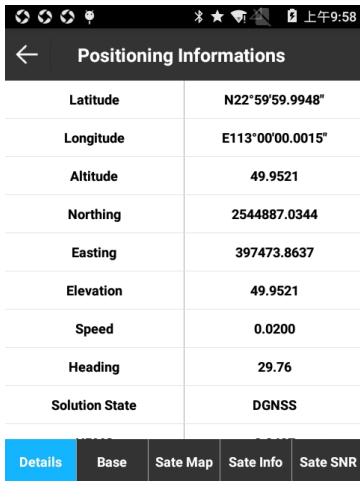 上午9:58
Positioning Informations
Latitude N22°59'59.9948"
Longitude E113°00'00.0015"
Altitude 49.9521
Northing 2544887.0344
Easting 397473.8637
Elevation 49.9521
Speed 0.0200
Heading 29.76
Solution State DGNSS
Details Base Sate Map Sate Info Sate SNR